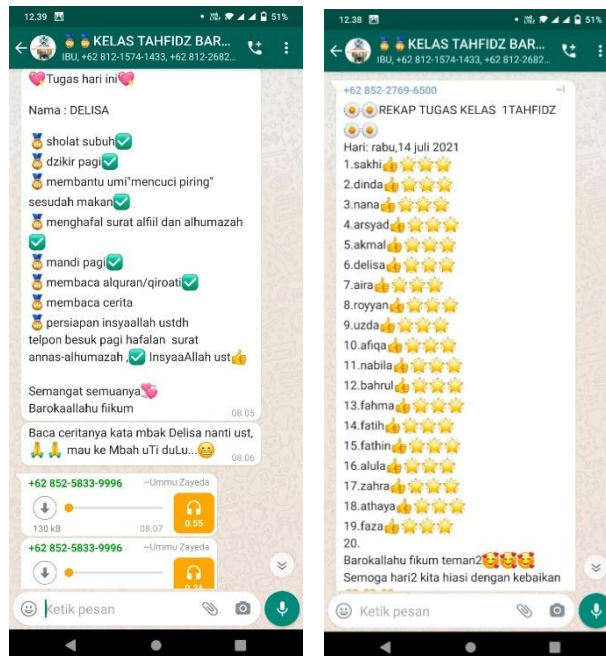 12.39
51%
KELAS TAHFIDZ BAR...
IBU, +62 812-1574-1433, +62 812-2682...
💓Tugas hari ini💓
Nama : DELISA
🏅 sholat subuh✅
🏅 dzikir pagi✅
🏅 membantu umi"mencuci piring"
sesudah makan✅
🏅 menghafal surat alfiil dan alhumazah
✅
🏅 mandi pagi✅
🏅 membaca alquran/qiroati✅
🏅 membaca cerita
🏅 persiapan insyaallah ustdh
telpon besuk pagi hafalan surat
annas-alhumazah ,✅ InsyaaAllah ust👍
Semangat semuanya💞
Barokaallahu fiikum
08.05
Baca ceritanya kata mbak Delisa nanti ust,
🙏🙏 mau ke Mbah uTi duLu...😁
08.06
+62 852-5833-9996 ~Ummu Zayeda
0.55
130 kB 08.07
+62 852-5833-9996 ~Ummu Zayeda
Ketik pesan
12.38
51%
KELAS TAHFIDZ BAR...
IBU, +62 812-1574-1433, +62 812-2682...
+62 852-2769-6500
REKAP TUGAS KELAS 1TAHFIDZ
Hari: rabu,14 juli 2021
1.sakhi👍⭐⭐⭐
2.dinda👍⭐⭐⭐
3.nana👍⭐⭐⭐
4.arsyad👍⭐⭐⭐
5.akmal👍⭐⭐⭐
6.delisa👍⭐⭐⭐
7.aira👍⭐⭐⭐
8.royyan👍⭐⭐⭐
9.uzda👍⭐⭐⭐
10.afiqa👍⭐⭐⭐
11.nabila👍⭐⭐⭐
12.bahrul👍⭐⭐⭐
13.fahma👍⭐⭐⭐
14.fatih👍⭐⭐⭐
15.fathin👍⭐⭐⭐
16.alula👍⭐⭐⭐
17.zahra👍⭐⭐⭐
18.athaya👍⭐⭐⭐
19.faza👍⭐⭐⭐
20.
Barokallahu fikum teman2🥰🥰🥰
Semoga hari2 kita hiasi dengan kebaikan
Ketik pesan